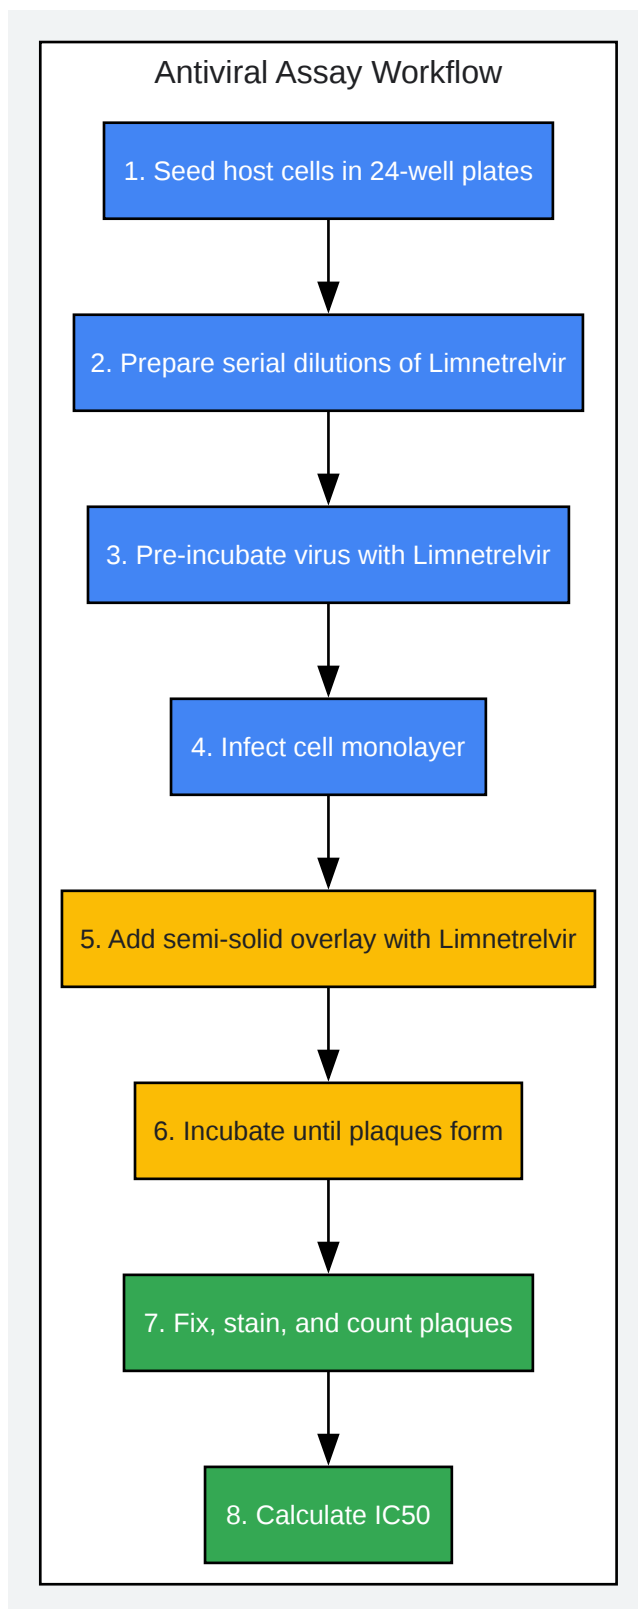 Antiviral Assay Workflow
1. Seed host cells in 24-well plates
2. Prepare serial dilutions of Limnetrelvir
3. Pre-incubate virus with Limnetrelvir
4. Infect cell monolayer
5. Add semi-solid overlay with Limnetrelvir
6. Incubate until plaques form
7. Fix, stain, and count plaques
8. Calculate IC50